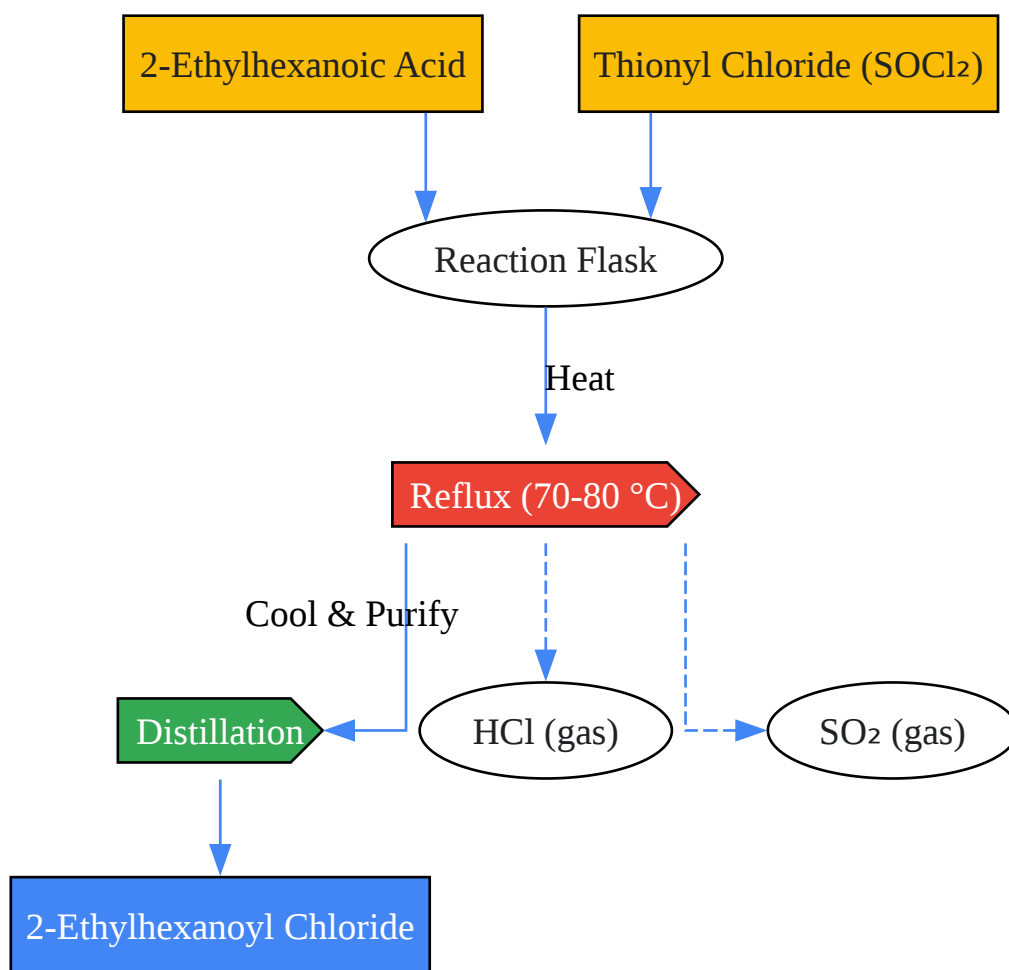 2-Ethylhexanoic Acid
Thionyl Chloride (SOCl₂)
Reaction Flask
Heat
Reflux (70-80 °C)
Cool & Purify
Distillation
HCl (gas)
SO₂ (gas)
2-Ethylhexanoyl Chloride